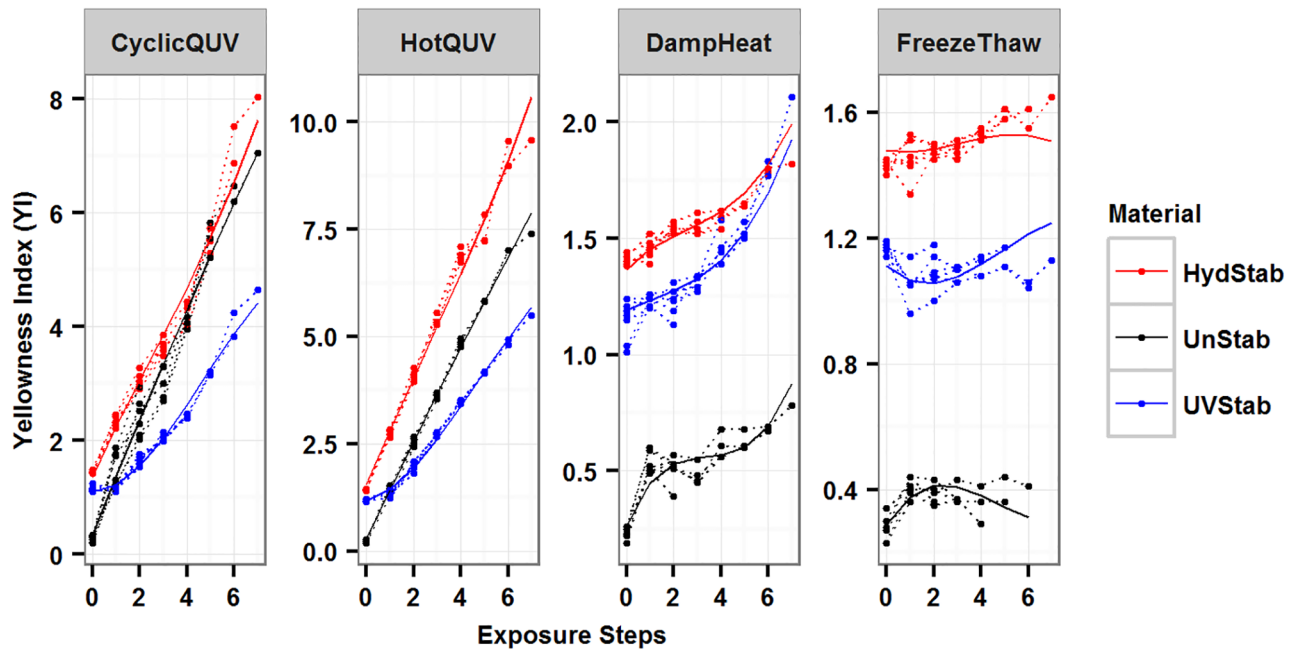 CyclicQUV
HotQUV
DampHeat
FreezeThaw
Yellowness Index (YI)
8
6
4
2
0
10.0
7.5
5.0
2.5
0.0
2.0
1.5
1.0
0.5
1.6
1.2
0.8
0.4
0 2 4 6
0 2 4 6
0 2 4 6
0 2 4 6
Exposure Steps
Material
HydStab
UnStab
UVStab